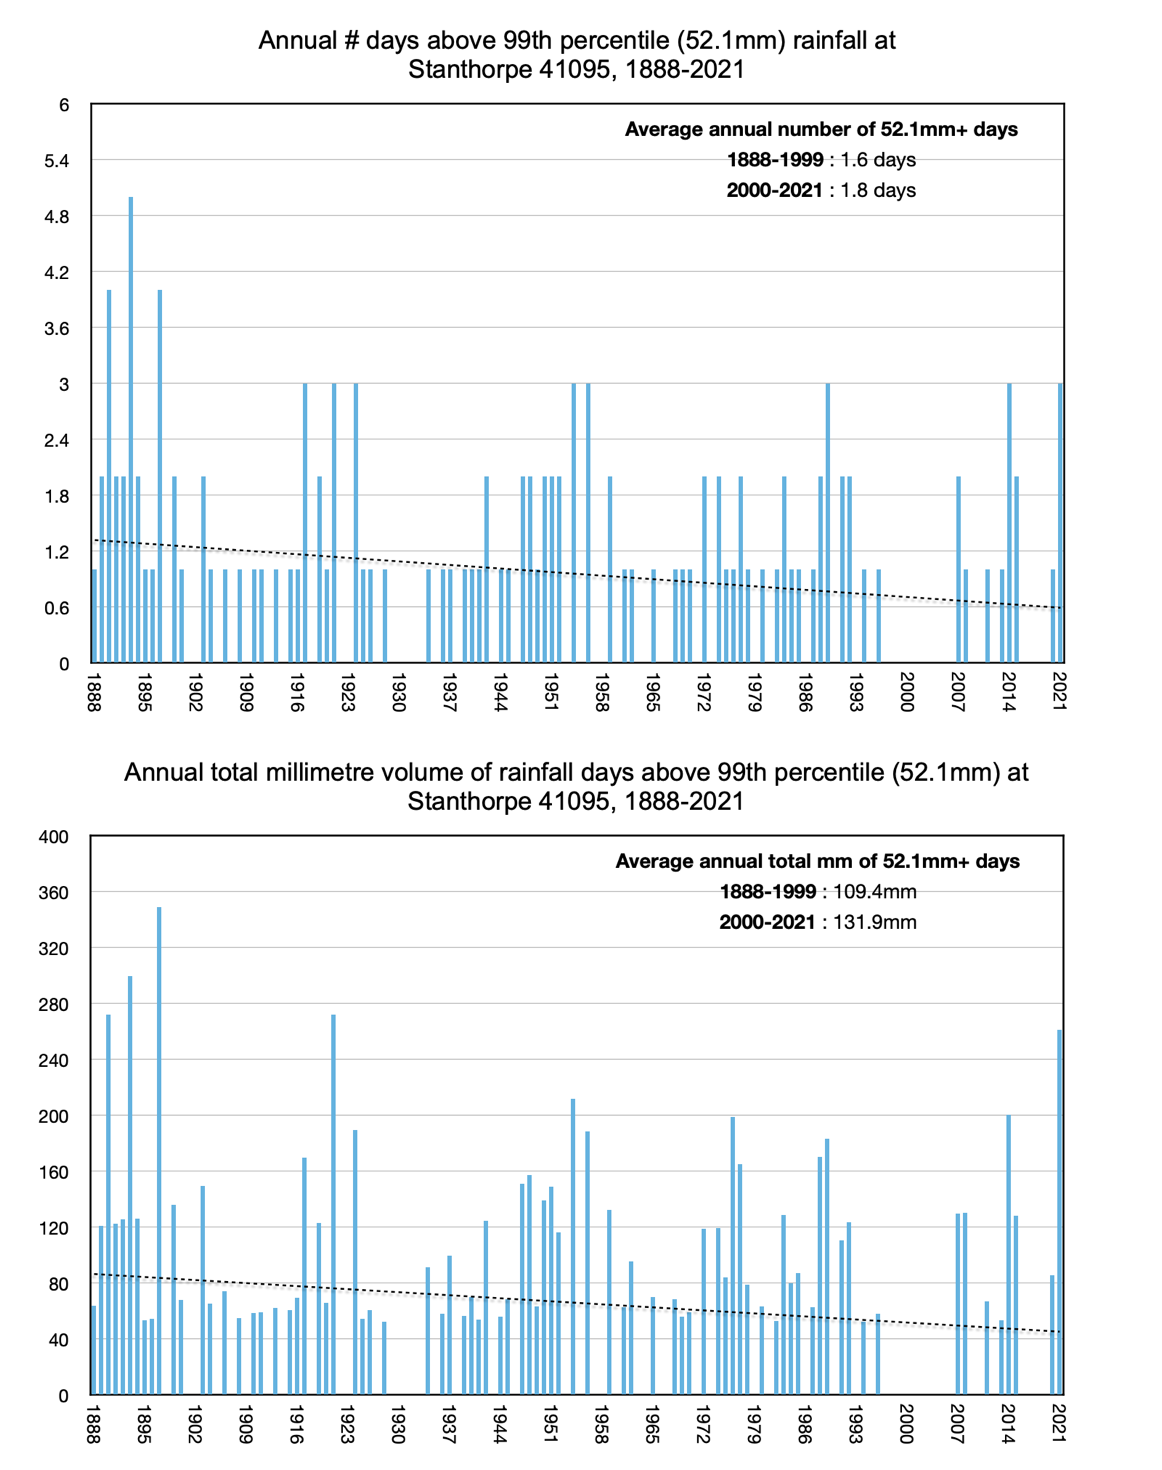 Annual # days above 99th percentile (52.1mm) rainfall at
Stanthorpe 41095, 1888-2021
6
Average annual number of 52.1mm+ days
5.4
1888-1999 : 1.6 days
2000-2021 : 1.8 days
4.8
4.2
3.6
3
2.4
1.8
1.2
0.6
0
1888 1895 1902 1909 1916 1923 1930 1937 1944 1951 1958 1965 1972 1979 1986 1993 2000 2007 2014 2021
Annual total millimetre volume of rainfall days above 99th percentile (52.1mm) at
Stanthorpe 41095, 1888-2021
400
Average annual total mm of 52.1mm+ days
360
1888-1999 : 109.4mm
2000-2021 : 131.9mm
320
280
240
200
160
120
80
40
0
1888 1895 1902 1909 1916 1923 1930 1937 1944 1951 1958 1965 1972 1979 1986 1993 2000 2007 2014 2021